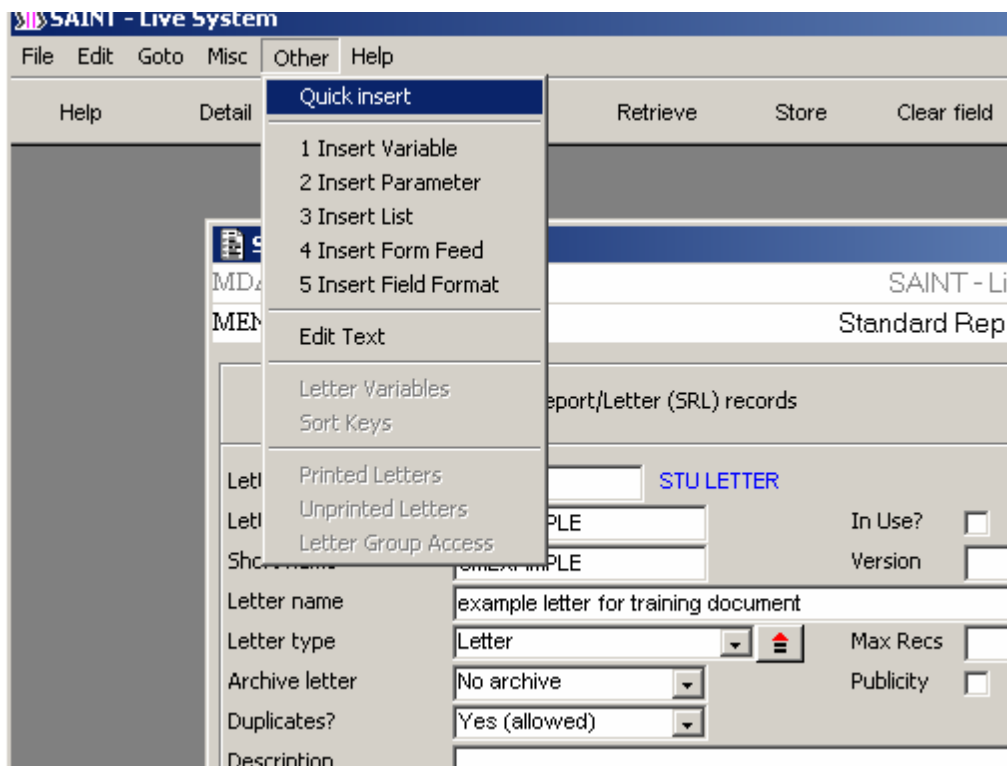 SAINT - Live System
File Edit Goto Misc Other Help
Help Detail Retrieve Store Clear field
Quick insert
1 Insert Variable
2 Insert Parameter
3 Insert List
4 Insert Form Feed
5 Insert Field Format
Edit Text
Letter Variables
Sort Keys
Printed Letters
Unprinted Letters
Letter Group Access
SAINT - Li
MEN
Standard Rep
eport/Letter (SRL) records
STU LETTER
PLE
In Use?
Version
Letter name example letter for training document
Letter type Letter Max Recs
Archive letter No archive Publicity
Duplicates? Yes (allowed)
Description